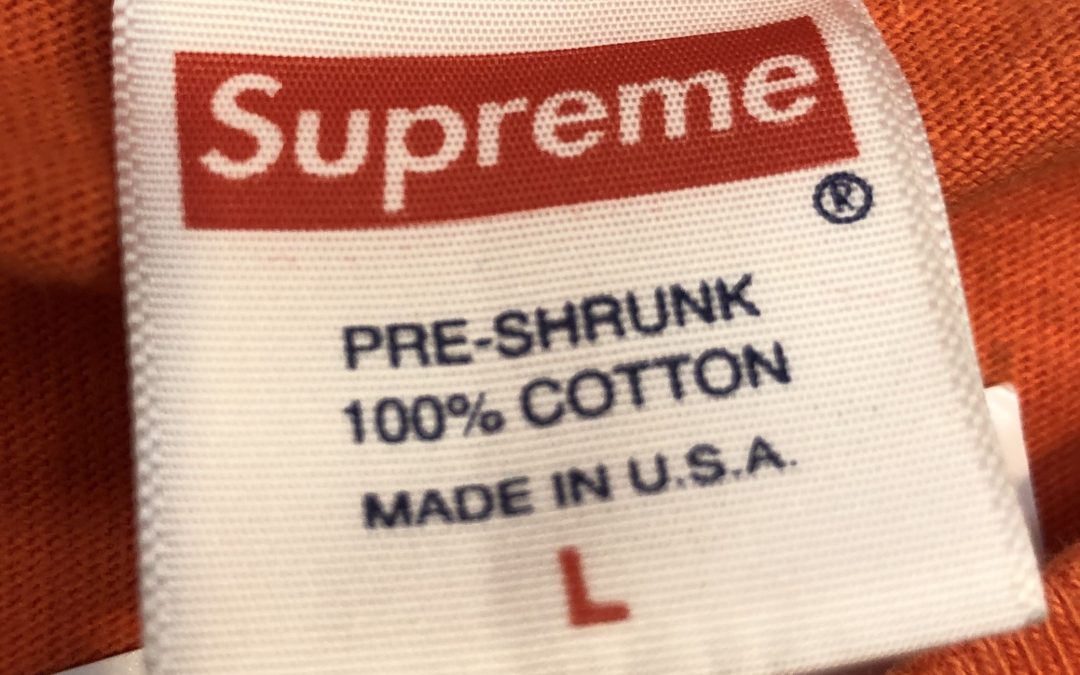 Supreme
®
PRE-SHRUNK
100% COTTON
MADE IN U.S.A.
L